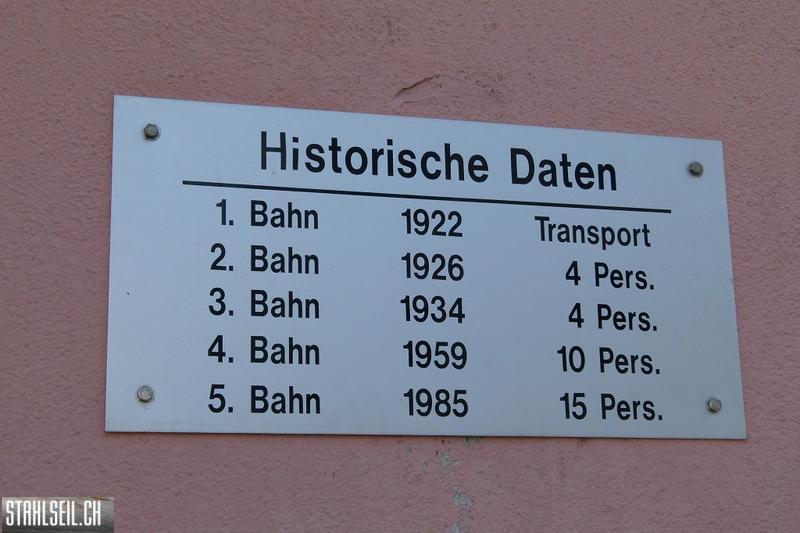 Historische Daten
1. Bahn 1922 Transport
2. Bahn 1926 4 Pers.
3. Bahn 1934 4 Pers.
4. Bahn 1959 10 Pers.
5. Bahn 1985 15 Pers.
STAHLSEIL.CH